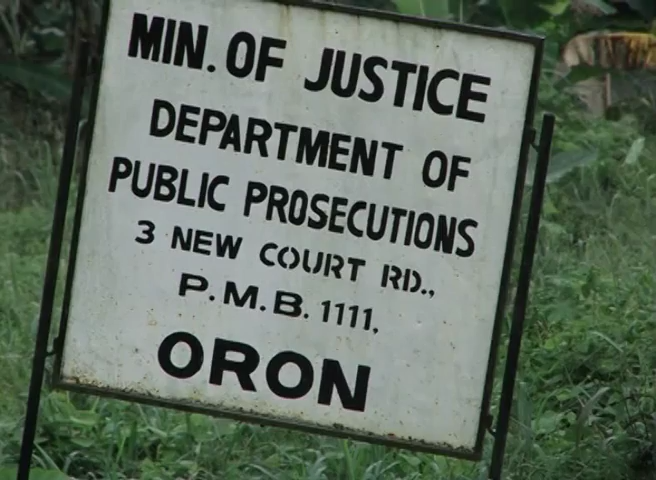 MIN. OF JUSTICE
DEPARTMENT OF
PUBLIC PROSECUTIONS
3 NEW COURT RD.,
P.M.B. 1111,
ORON